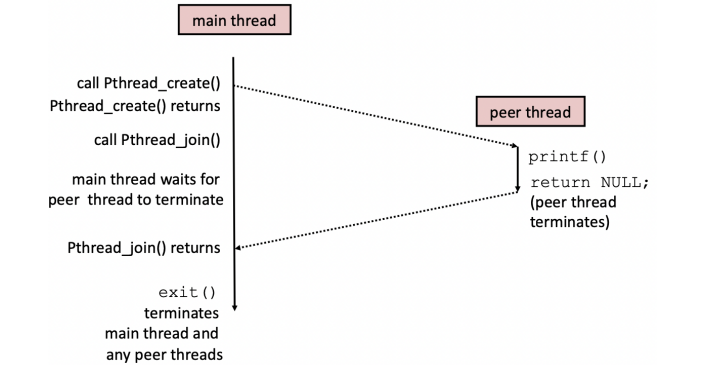 main thread
call Pthread_create()
Pthread_create() returns
peer thread
call Pthread_join()
printf()
main thread waits for
peer thread to terminate
return NULL;
(peer thread
terminates)
Pthread_join() returns
exit()
terminates
main thread and
any peer threads